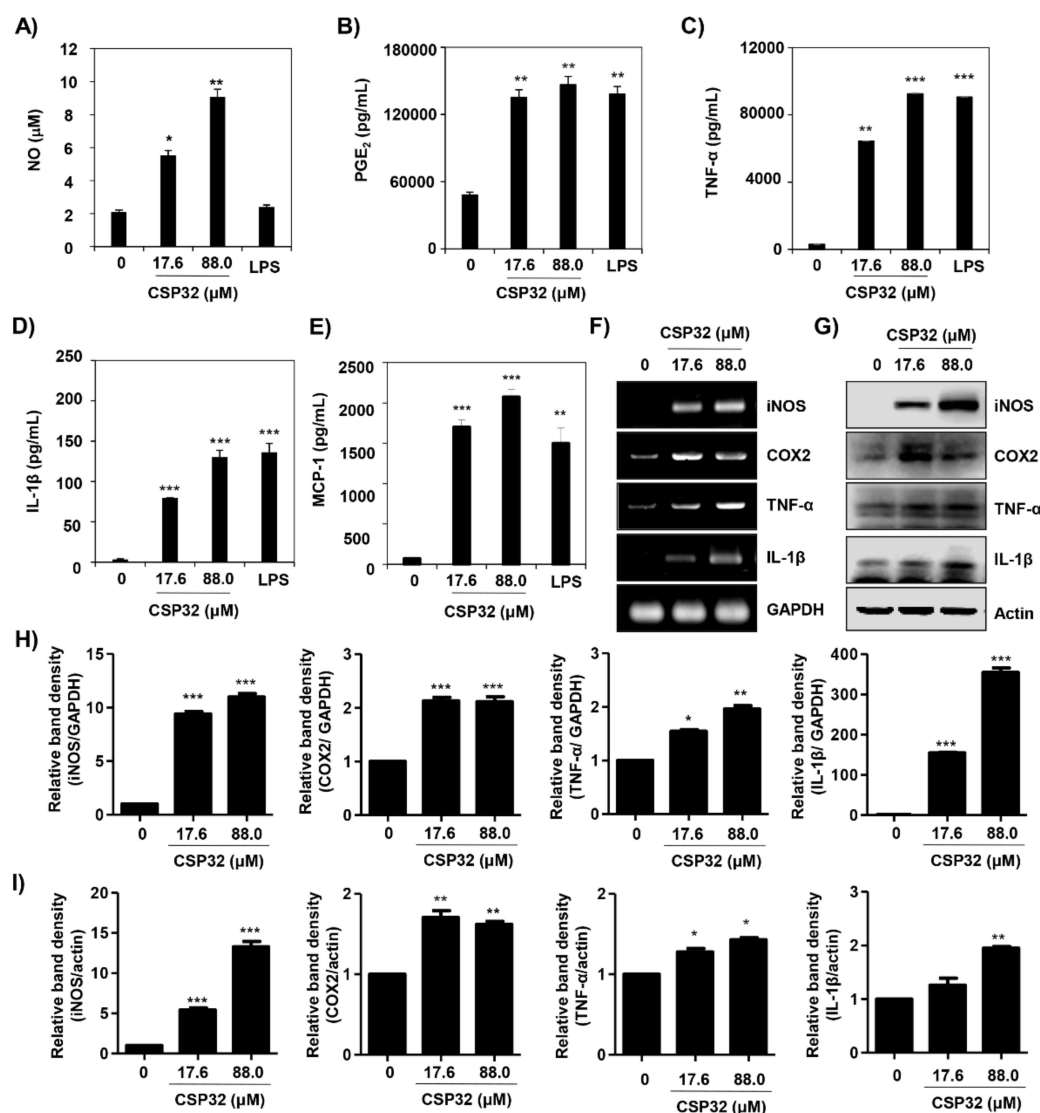 A)
NO (μM)
12
10
8
6
4
2
0
*
**
0
17.6
88.0
LPS
CSP32 (μM)
B)
PGE2 (pg/mL)
180000
120000
60000
0
**
**
**
0
17.6
88.0
LPS
CSP32 (μM)
C)
TNF-α (pg/mL)
12000
8000
4000
0
**
***
***
0
17.6
88.0
LPS
CSP32 (μM)
D)
IL-1β (pg/mL)
250
200
150
100
50
0
***
***
***
0
17.6
88.0
LPS
CSP32 (μM)
E)
MCP-1 (pg/mL)
2500
2000
1500
1000
500
0
***
***
**
0
17.6
88.0
LPS
CSP32 (μM)
F)
CSP32 (μM)
0
17.6
88.0
iNOS
COX2
TNF-α
IL-1β
GAPDH
G)
CSP32 (μM)
0
17.6
88.0
iNOS
COX2
TNF-α
IL-1β
Actin
H)
Relative band density
(iNOS/GAPDH)
15
10
5
0
***
***
0
17.6
88.0
CSP32 (μM)
Relative band density
(COX2/ GAPDH)
3
2
1
0
***
***
0
17.6
88.0
CSP32 (μM)
Relative band density
(TNF-α/ GAPDH)
3
2
1
0
*
**
0
17.6
88.0
CSP32 (μM)
Relative band density
(IL-1β/ GAPDH)
400
300
200
100
0
***
***
0
17.6
88.0
CSP32 (μM)
I)
Relative band density
(iNOS/actin)
20
15
10
5
0
***
***
0
17.6
88.0
CSP32 (μM)
Relative band density
(COX2/actin)
2
1
0
**
**
0
17.6
88.0
CSP32 (μM)
Relative band density
(TNF-α/actin)
2
1
0
*
*
0
17.6
88.0
CSP32 (μM)
Relative band density
(IL-1β/actin)
3
2
1
0
**
0
17.6
88.0
CSP32 (μM)